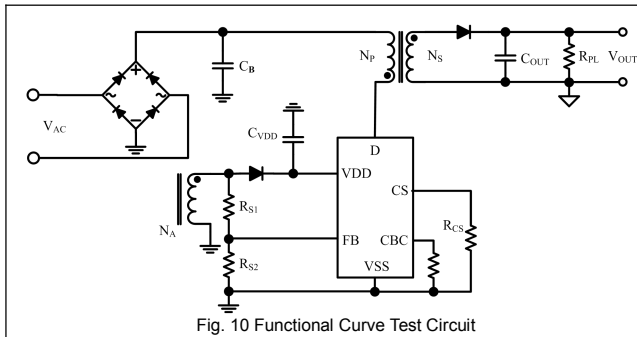 N_P
N_S
C_B
C_OUT
R_PL
V_OUT
V_AC
C_VDD
D
VDD
CS
N_A
R_S1
R_CS
FB
CBC
R_S2
VSS
Fig. 10 Functional Curve Test Circuit